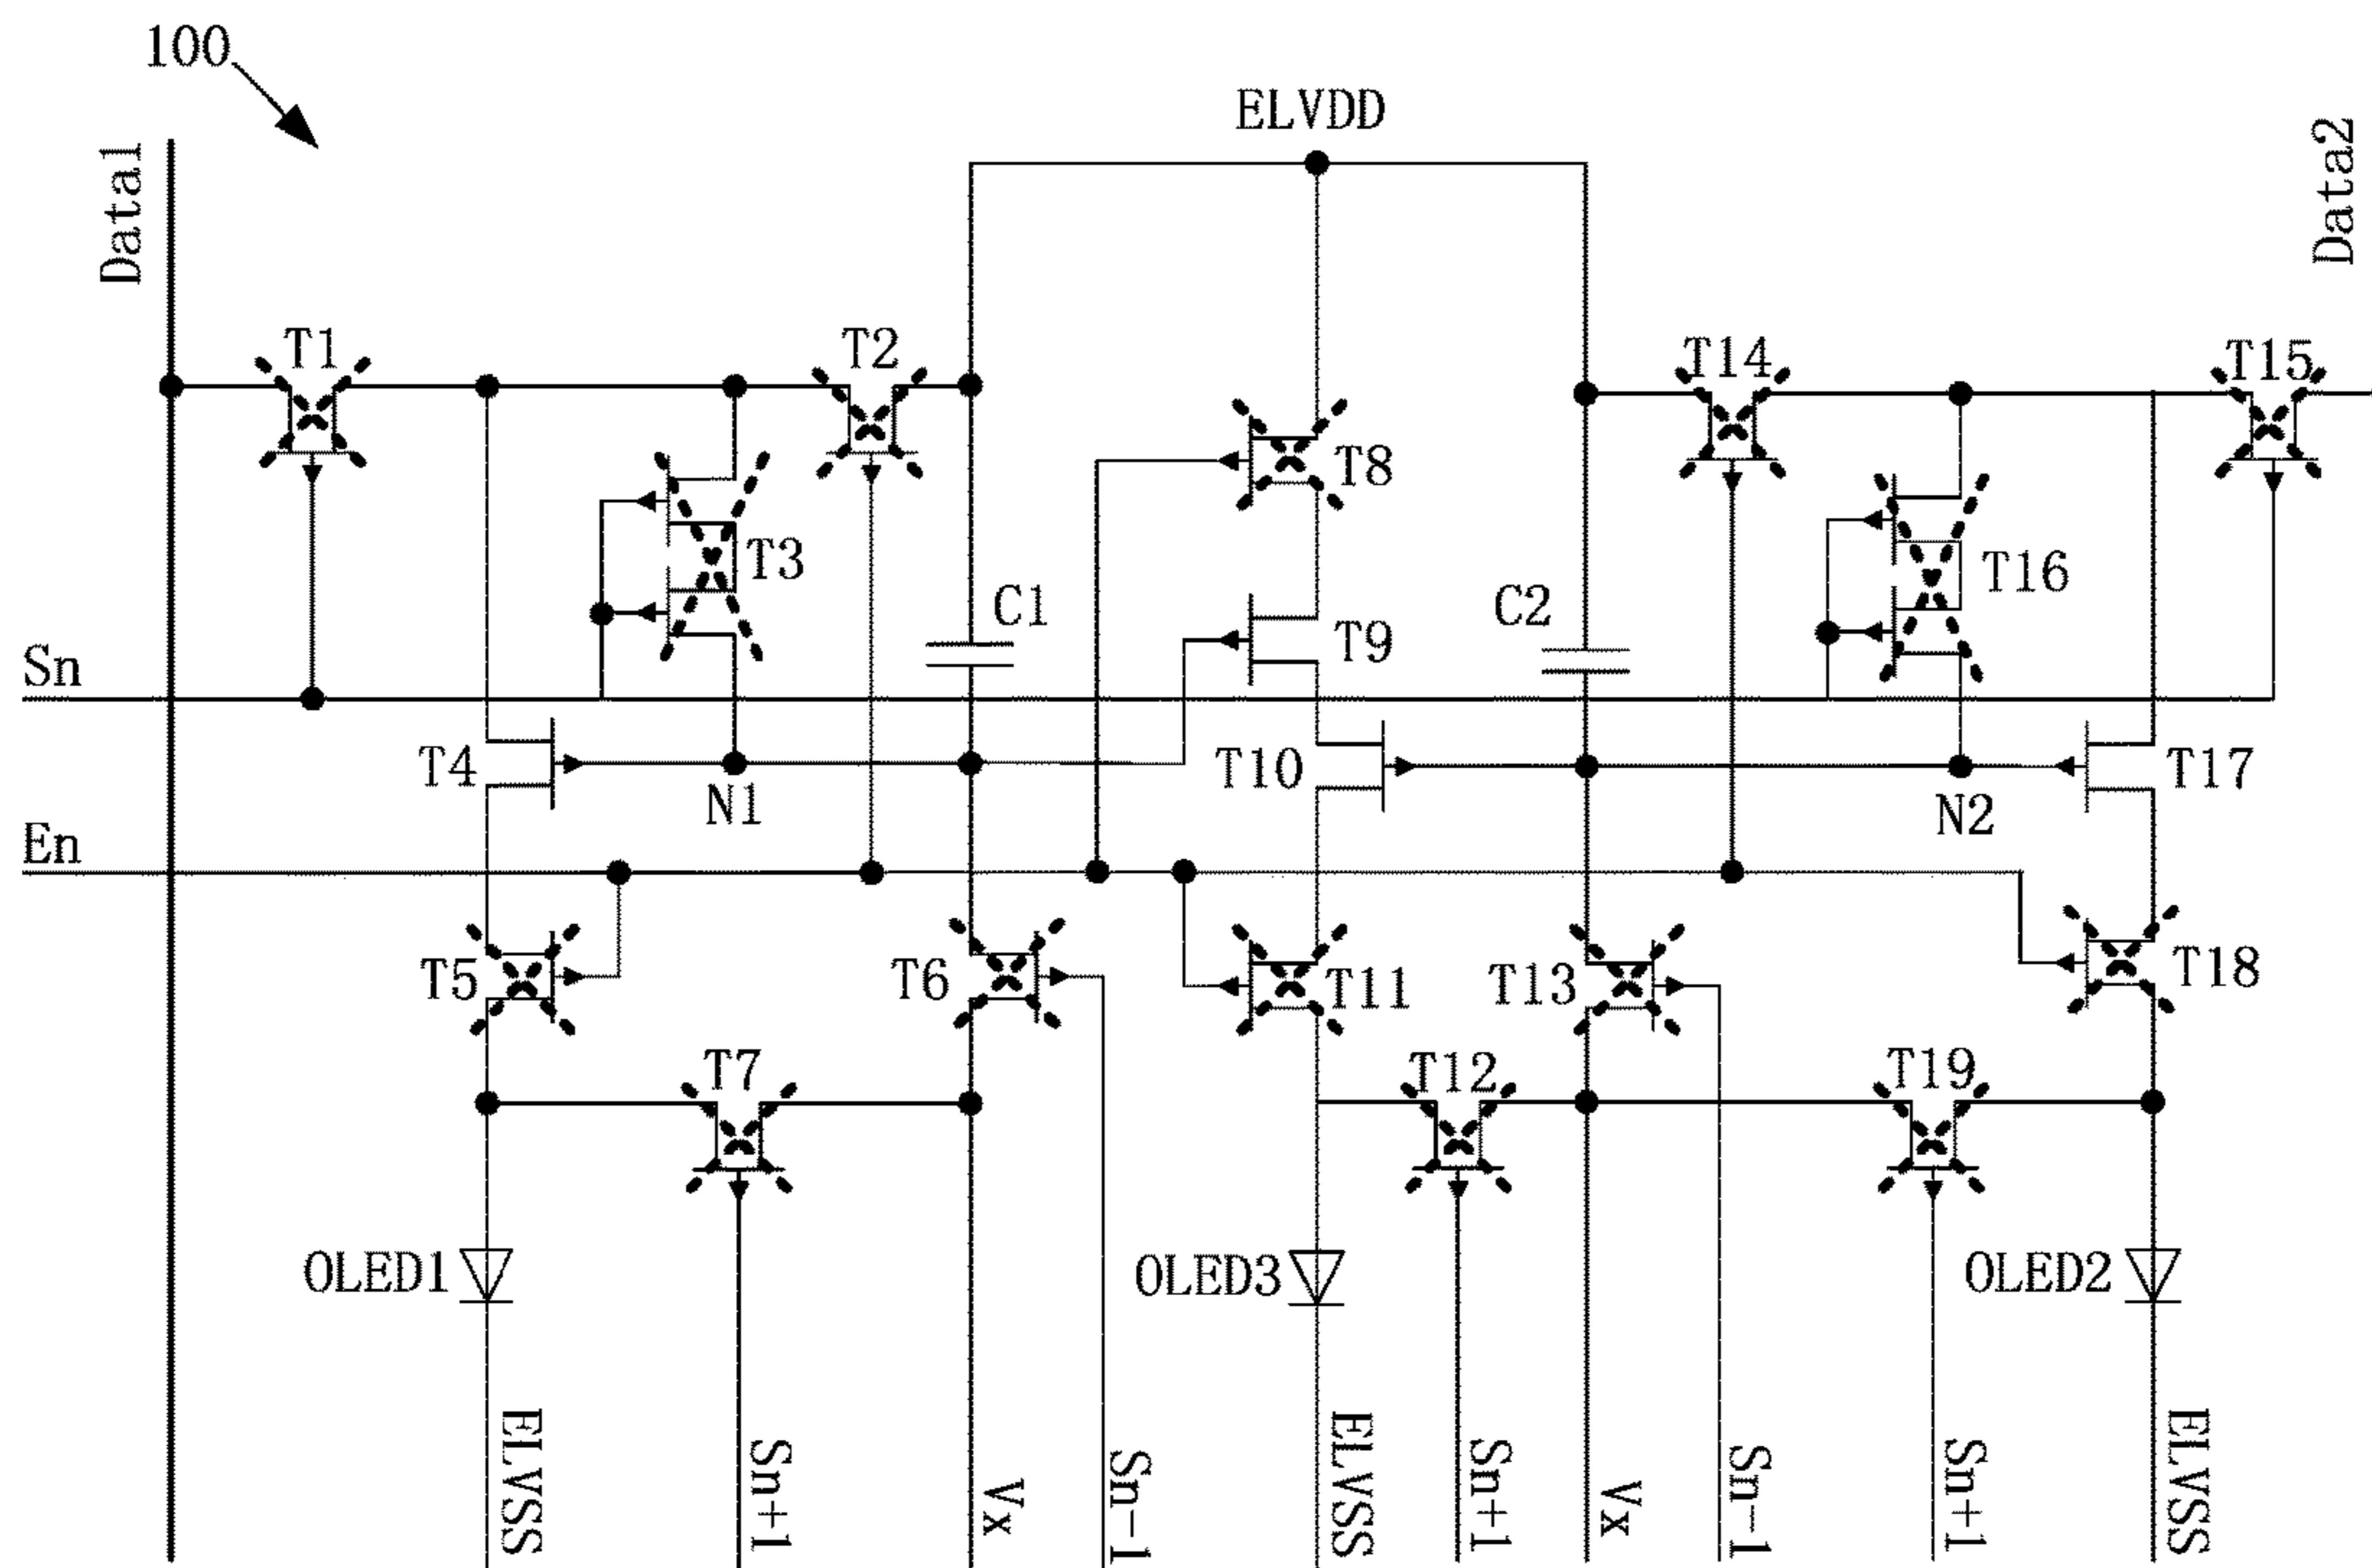 100
ELVDD
Data1
Data2
T1
T2
T14
T15
T8
T3
T16
C1
C2
T9
Sn
T4
T10
T17
N1
N2
En
T5
T6
T11
T13
T18
T7
T12
T19
OLED1
OLED3
OLED2
ELVSS
Sn+1
Vx
Sn-1
ELVSS
Sn+1
Vx
Sn-1
Sn+1
ELVSS